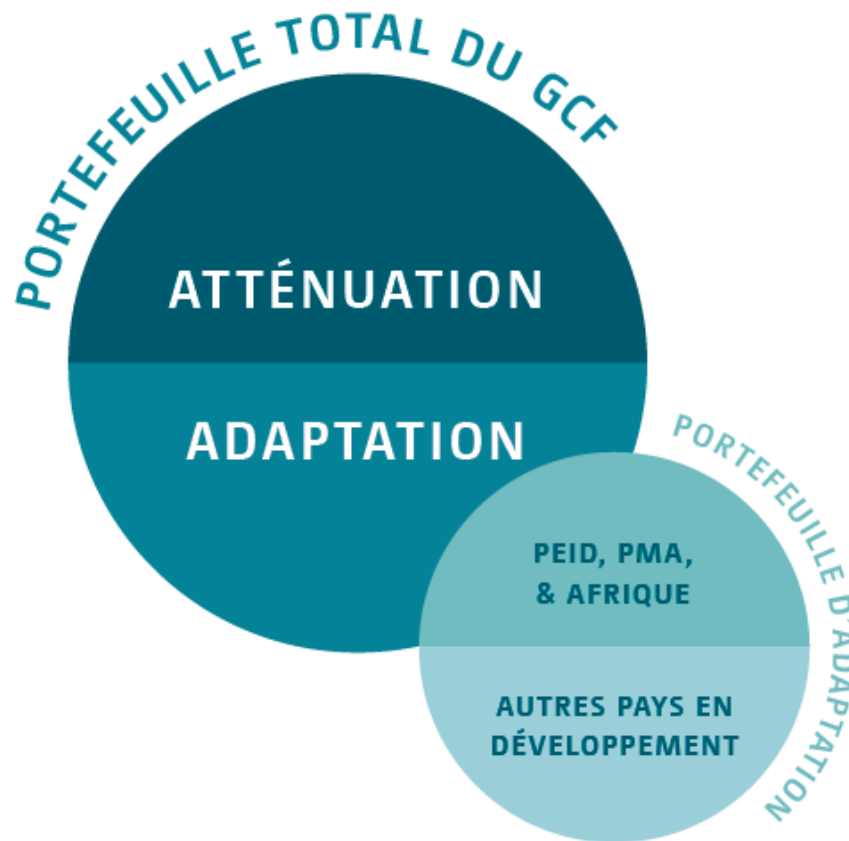 PORTEFEUILLE TOTAL DU GCF
ATTÉNUATION
ADAPTATION
PORTEFEUILLE D'ADAPTATION
PEID, PMA,
& AFRIQUE
AUTRES PAYS EN
DÉVELOPPEMENT